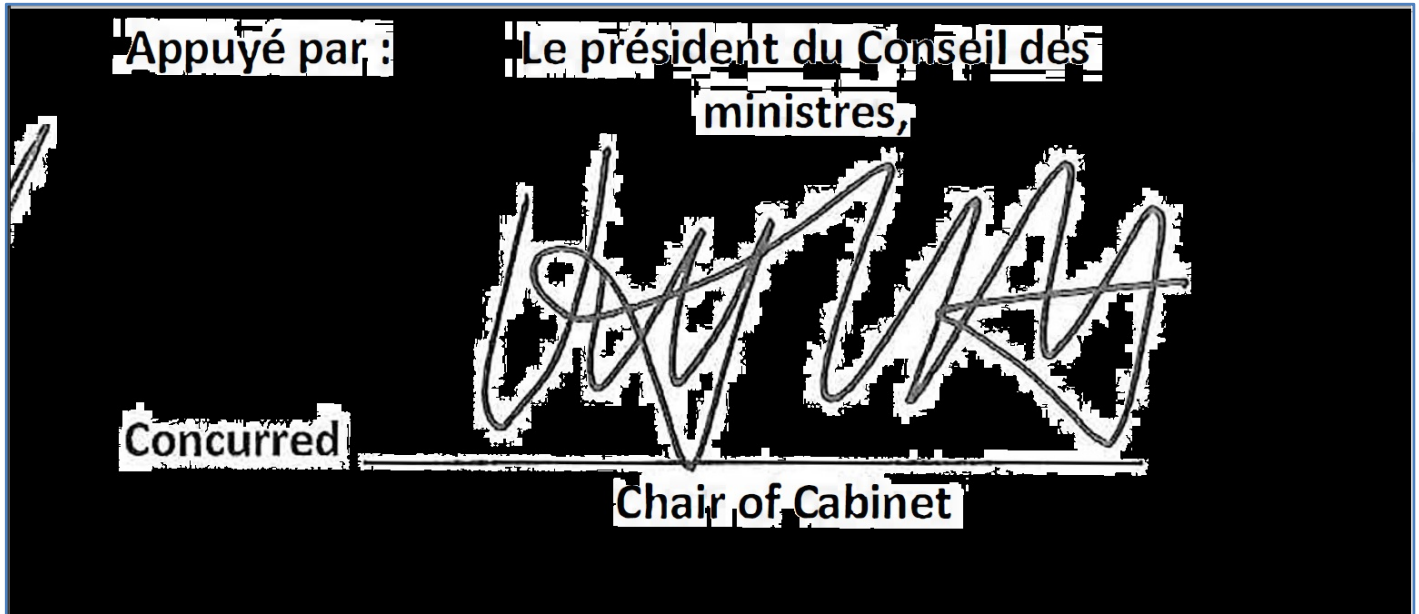 Appuyé par : Le président du Conseil des
ministres,
Concurred
Chair of Cabinet